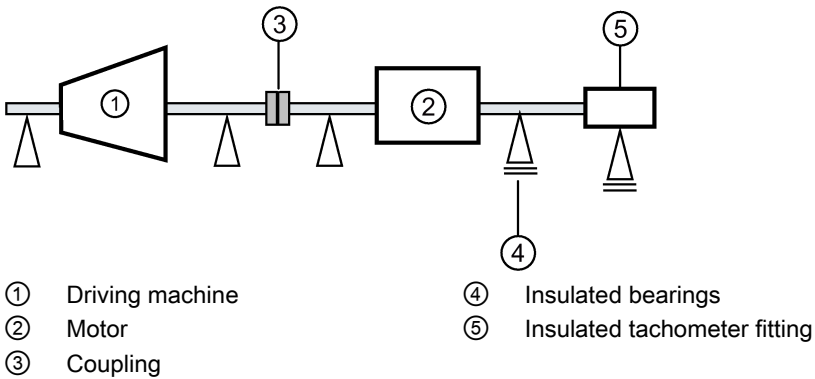 ③
⑤
①
②
④
① Driving machine
② Motor
③ Coupling
④ Insulated bearings
⑤ Insulated tachometer fitting